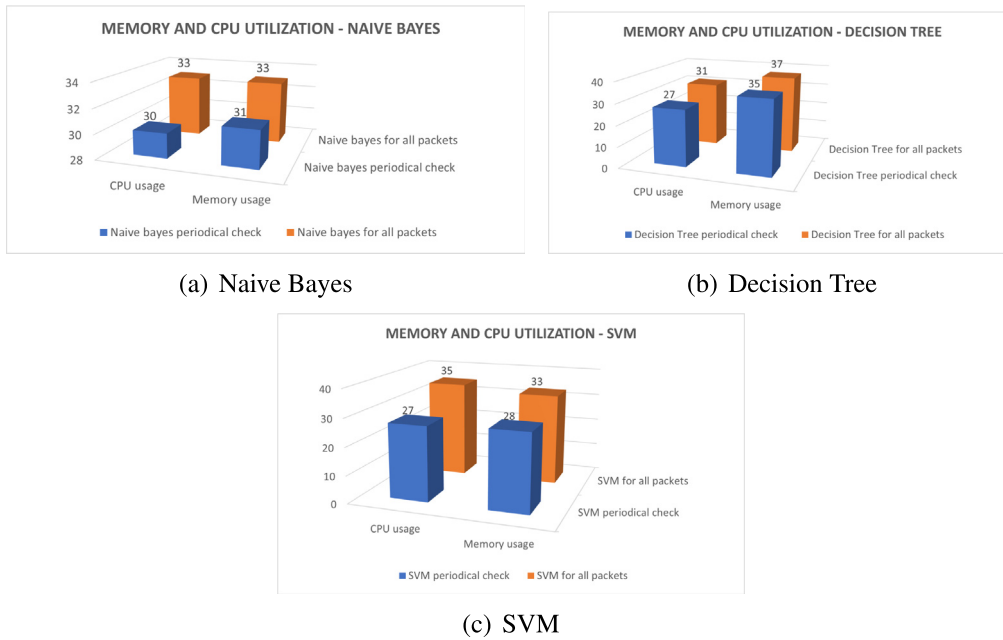 MEMORY AND CPU UTILIZATION - NAIVE BAYES
33
33
34
32
30
28
30
31
Naive bayes for all packets
Naive bayes periodical check
CPU usage
Memory usage
Naive bayes periodical check
Naive bayes for all packets
(a) Naive Bayes
MEMORY AND CPU UTILIZATION - DECISION TREE
31
37
40
30
20
10
0
27
35
Decision Tree for all packets
Decision Tree periodical check
CPU usage
Memory usage
Decision Tree periodical check
Decision Tree for all packets
(b) Decision Tree
MEMORY AND CPU UTILIZATION - SVM
35
33
40
30
20
10
0
27
28
SVM for all packets
SVM periodical check
CPU usage
Memory usage
SVM periodical check
SVM for all packets
(c) SVM